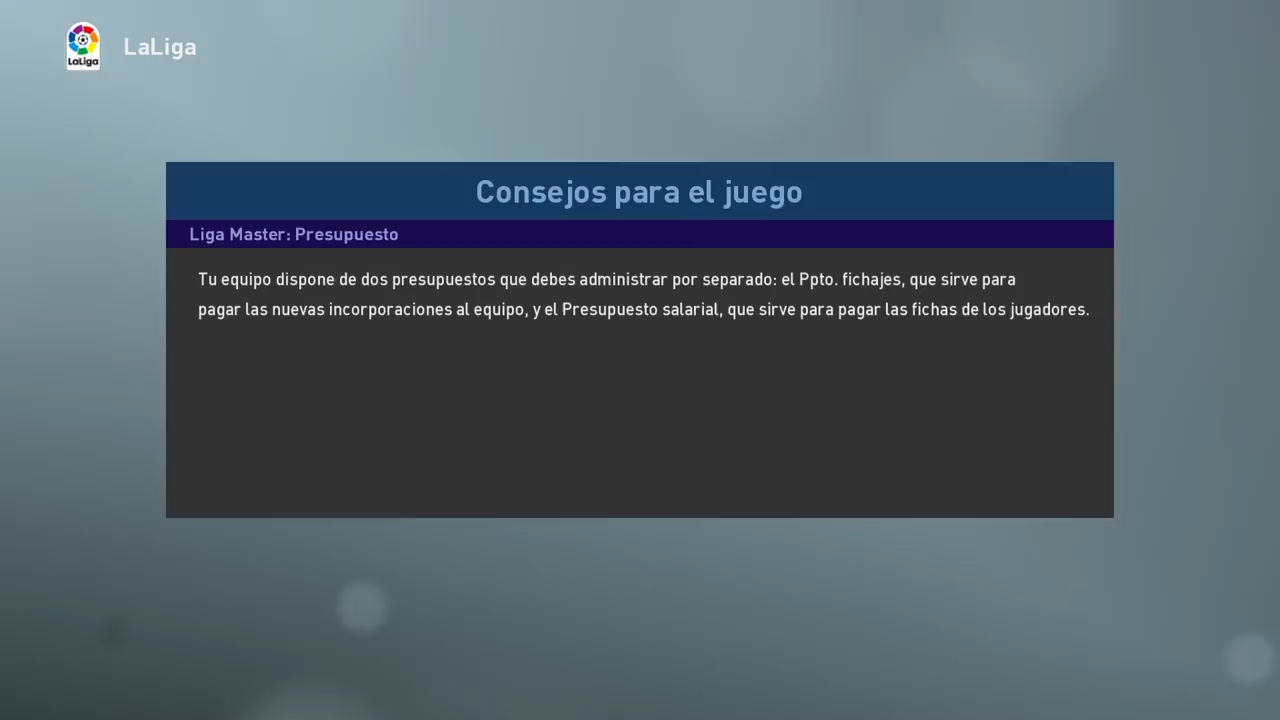 LaLiga
LaLiga
Consejos para el juego
Liga Master: Presupuesto
Tu equipo dispone de dos presupuestos que debes administrar por separado: el Ppto. fichajes, que sirve para
pagar las nuevas incorporaciones al equipo, y el Presupuesto salarial, que sirve para pagar las fichas de los jugadores.